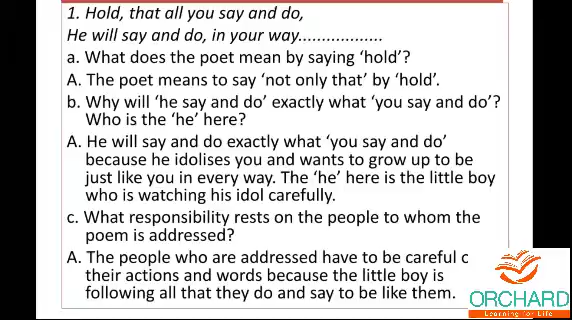 1. Hold, that all you say and do,
He will say and do, in your way..................
a. What does the poet mean by saying ‘hold’?
A. The poet means to say ‘not only that’ by ‘hold’.
b. Why will ‘he say and do’ exactly what ‘you say and do’?
Who is the ‘he’ here?
A. He will say and do exactly what ‘you say and do’
because he idolises you and wants to grow up to be
just like you in every way. The ‘he’ here is the little boy
who is watching his idol carefully.
c. What responsibility rests on the people to whom the
poem is addressed?
A. The people who are addressed have to be careful
their actions and words because the little boy is
following all that they do and say to be like them.
ORCHARD
Learning for Life